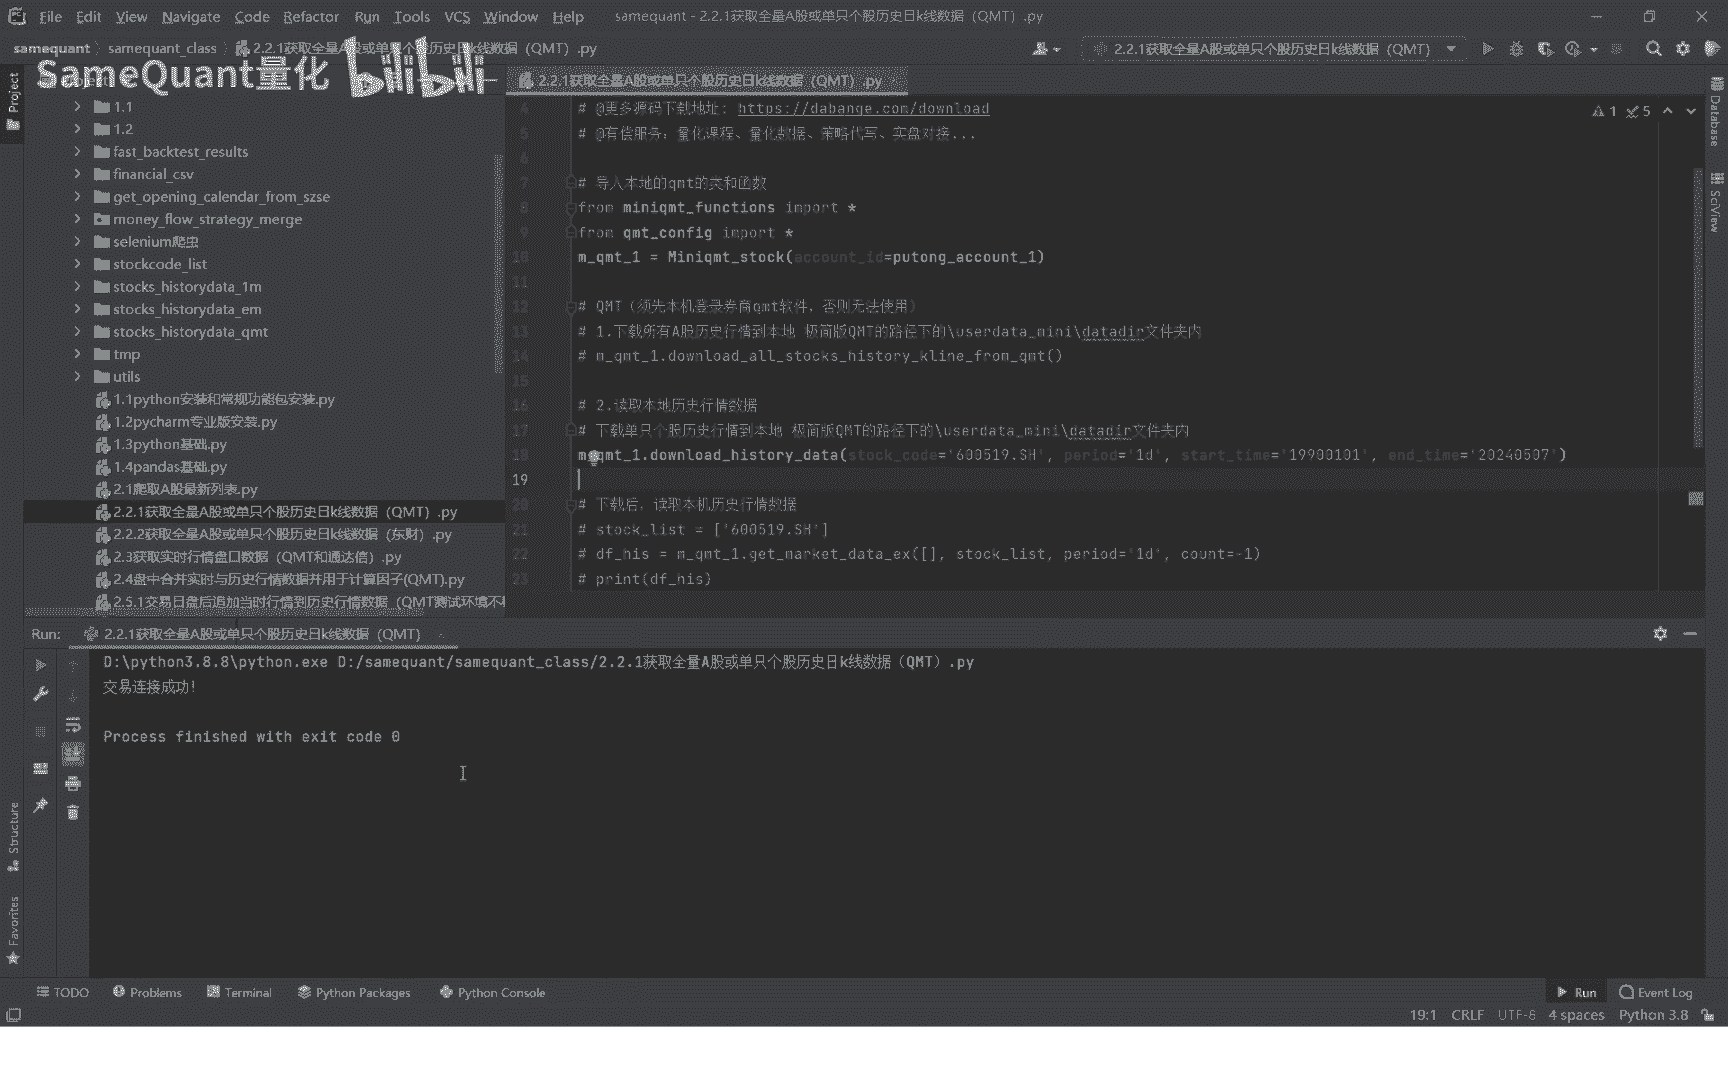 File Edit View Navigate Code Refactor Run Tools VCS Window Help samequant - 2.2.1获取全量A股或单只个股历史日k线数据（QMT）.py
samequant samequant_class 2.2.1获取全量A股或单只个股历史日k线数据（QMT）.py 2.2.1获取全量A股或单只个股历史日k线数据（QMT）
SameQuant量化 bilibili
Project
2.2.1获取全量A股或单只个股历史日k线数据（QMT）.py
1.1
1.2
fast_backtest_results
financial_csv
get_opening_calendar_from_szse
money_flow_strategy_merge
selenium爬虫
stockcode_list
stocks_historydata_1m
stocks_historydata_em
stocks_historydata_qmt
tmp
utils
1.1python安装和常规功能包安装.py
1.2pycharm专业版安装.py
1.3python基础.py
1.4pandas基础.py
2.1爬取A股最新列表.py
2.2.1获取全量A股或单只个股历史日k线数据（QMT）.py
2.2.2获取全量A股或单只个股历史日k线数据（东财）.py
2.3获取实时行情盘口数据（QMT和通达信）.py
2.4盘中合并实时与历史行情数据并用于计算因子(QMT).py
2.5.1交易日盘后追加当时行情到历史行情数据（QMT测试环境不
4 # @更多源码下载地址: https://dabanqe.com/download
5 # @有偿服务：量化课程、量化数据、策略代写、实盘对接...
6
7 # 导入本地的qmt的类和函数
8 from miniqmt_functions import *
9 from qmt_config import *
10 m_qmt_1 = Miniqmt_stock(account_id=putong_account_1)
11
12 # QMT（须先本机登录券商qmt软件，否则无法使用）
13 # 1.下载所有A股历史行情到本地 极简版QMT的路径下的\userdata_mini\datadir文件夹内
14 # m_qmt_1.download_all_stocks_history_kline_from_qmt()
15
16 # 2.读取本地历史行情数据
17 # 下载单只个股历史行情到本地 极简版QMT的路径下的\userdata_mini\datadir文件夹内
18 m_qmt_1.download_history_data(stock_code='600519.SH', period='1d', start_time='19900101', end_time='20240507')
19
20 # 下载后，读取本机历史行情数据
21 # stock_list = ['600519.SH']
22 # df_his = m_qmt_1.get_market_data_ex([], stock_list, period='1d', count=-1)
23 # print(df_his)
1 5
Database
SciView
Run: 2.2.1获取全量A股或单只个股历史日k线数据（QMT）
D:\python3.8.8\python.exe D:/samequant/samequant_class/2.2.1获取全量A股或单只个股历史日k线数据（QMT）.py
交易连接成功!
Process finished with exit code 0
Structure
Favorites
TODO Problems Terminal Python Packages Python Console Run Event Log
19:1 CRLF UTF-8 4 spaces Python 3.8